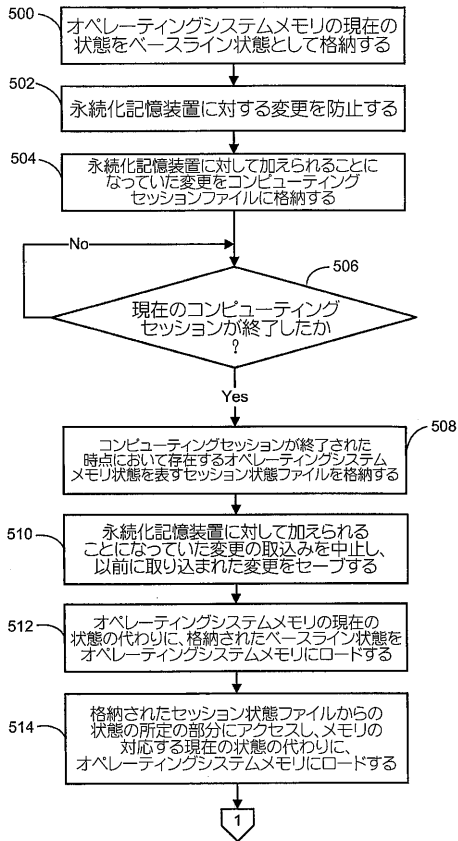 500
オペレーティングシステムメモリの現在の
状態をベースライン状態として格納する
502
永続化記憶装置に対する変更を防止する
504
永続化記憶装置に対して加えられることに
なっていた変更をコンピューティング
セッションファイルに格納する
No
506
現在のコンピューティング
セッションが終了したか
?
Yes
508
コンピューティングセッションが終了された
時点において存在するオペレーティングシステム
メモリ状態を表すセッション状態ファイルを格納する
510
永続化記憶装置に対して加えられる
ことになっていた変更の取込みを中止し、
以前に取り込まれた変更をセーブする
512
オペレーティングシステムメモリの現在の
状態の代わりに、格納されたベースライン状態を
オペレーティングシステムメモリにロードする
514
格納されたセッション状態ファイルからの
状態の所定の部分にアクセスし、メモリの
対応する現在の状態の代わりに、
オペレーティングシステムメモリにロードする
1